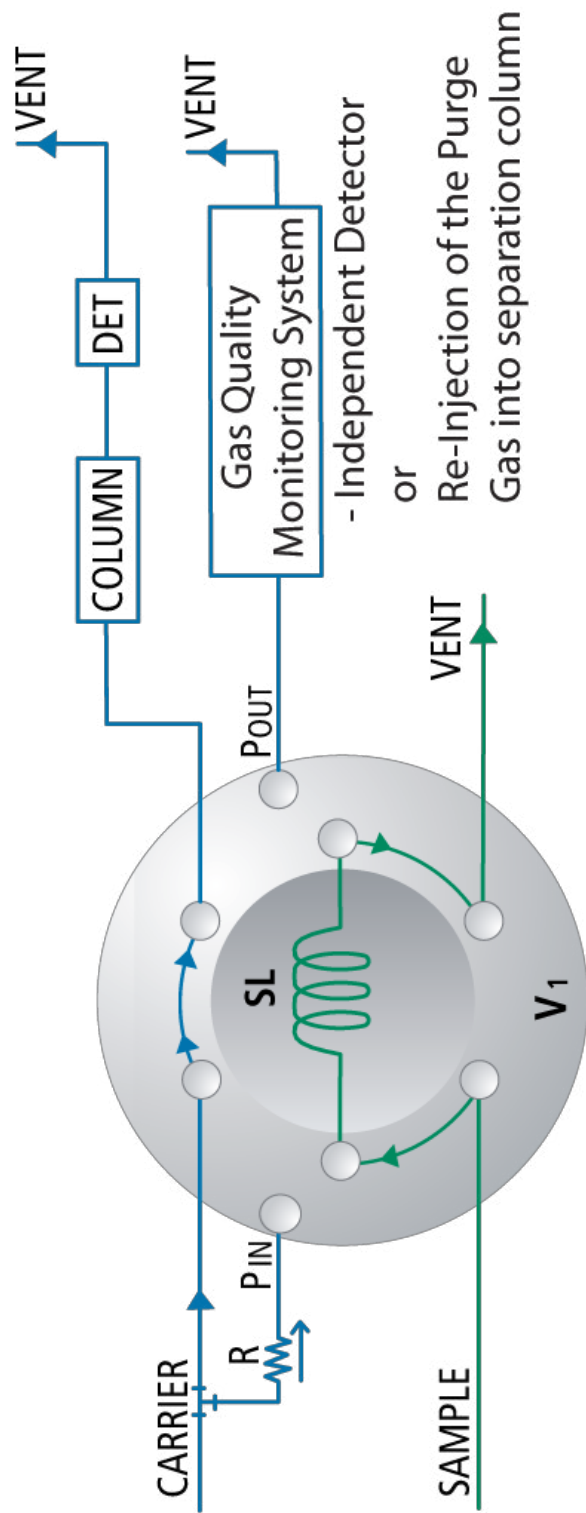 VENT
COLUMN
DET
VENT
Gas Quality
Monitoring System
- Independent Detector
or
Re-Injection of the Purge
Gas into separation column
CARRIER
R
PIN
POUT
SL
V1
SAMPLE
VENT